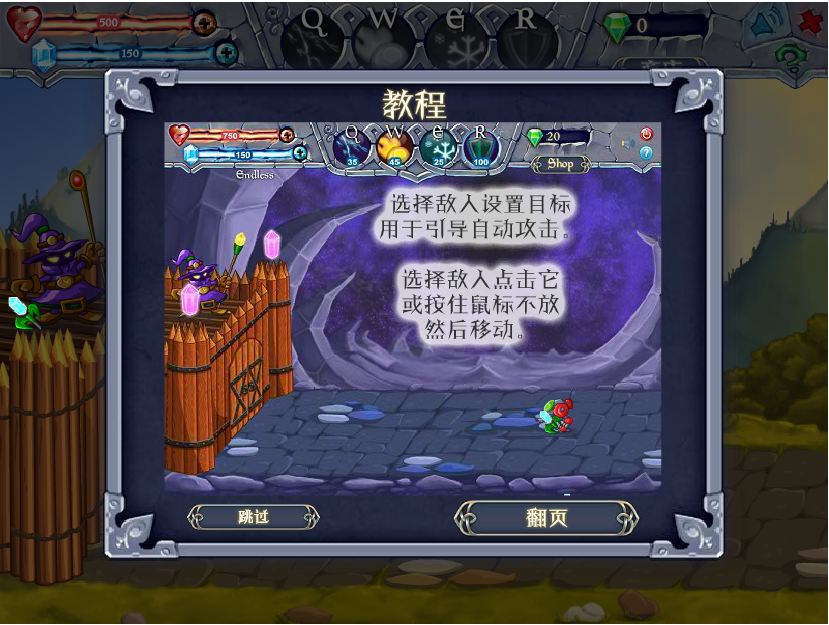 500
150
Q W E R
0
教程
750
150
Endless
Q W E R
35 45 25 100
20
Shop
选择敌人设置目标
用于引导自动攻击。
选择敌人点击它
或按住鼠标不放
然后移动。
跳过
翻页